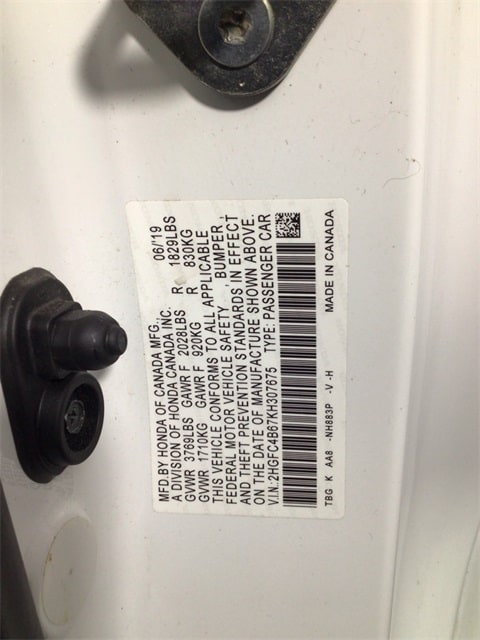 MFD.BY HONDA OF CANADA MFG. 06/19
A DIVISION OF HONDA CANADA INC.
GVWR 3769LBS GAWR F 2028LBS R 1829LBS
GVWR 1710KG GAWR F 920KG R 830KG
THIS VEHICLE CONFORMS TO ALL APPLICABLE
FEDERAL MOTOR VEHICLE SAFETY , BUMPER ,
AND THEFT PREVENTION STANDARDS IN EFFECT
ON THE DATE OF MANUFACTURE SHOWN ABOVE.
V.I.N.: 2HGFC4B67KH307675 TYPE: PASSENGER CAR
TBG K AA8 -NH883P -V -H MADE IN CANADA